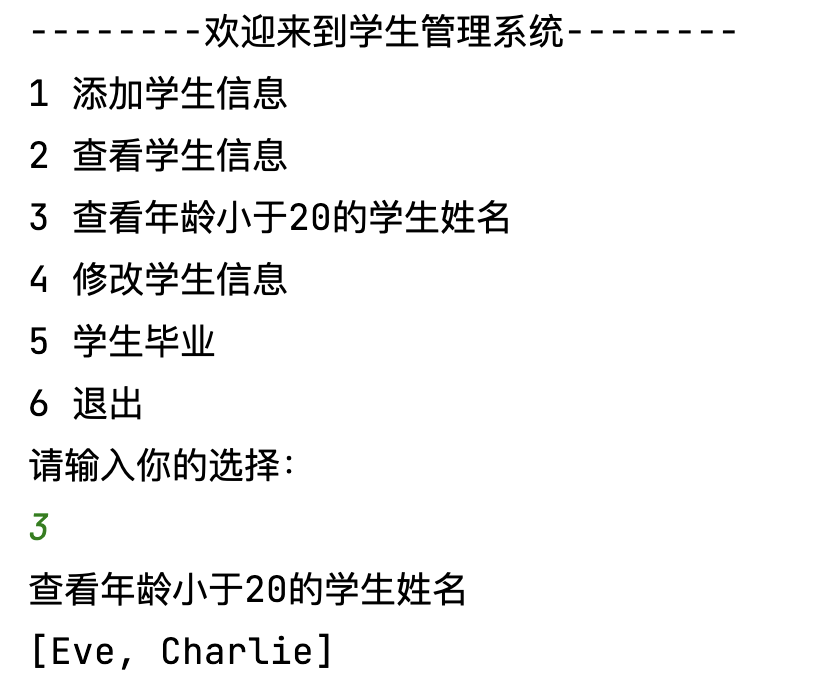 --------欢迎来到学生管理系统--------
1 添加学生信息
2 查看学生信息
3 查看年龄小于20的学生姓名
4 修改学生信息
5 学生毕业
6 退出
请输入你的选择：
3
查看年龄小于20的学生姓名
[Eve, Charlie]